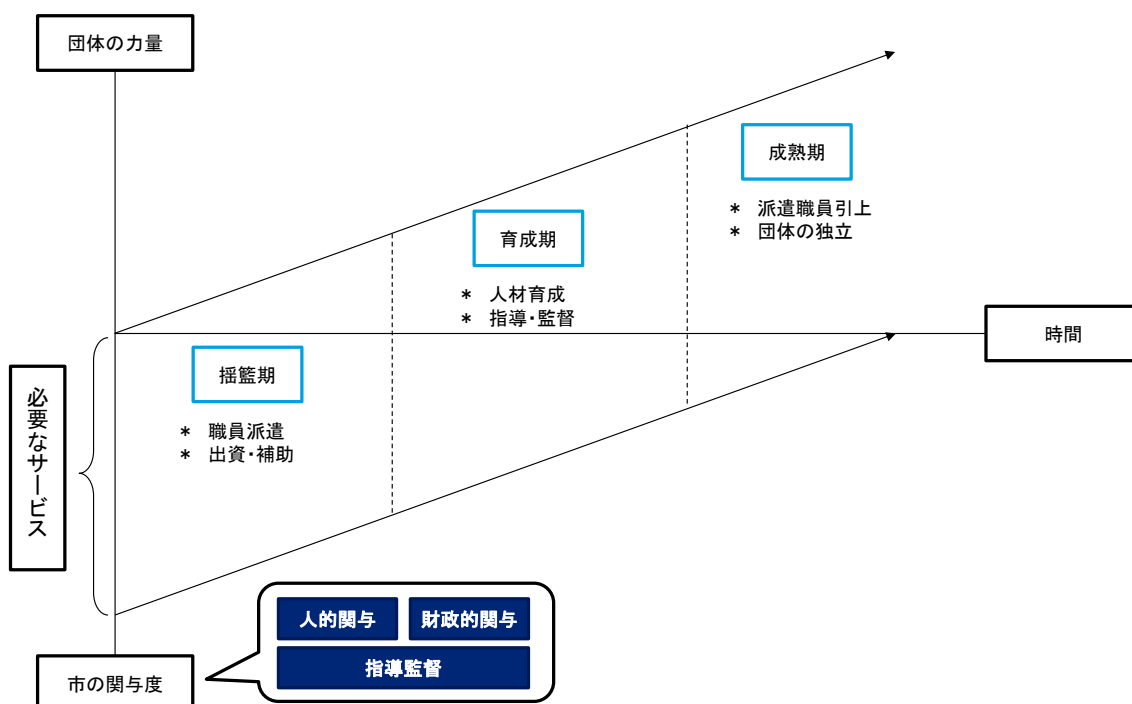 団体の力量
成熟期
* 派遣職員引上
* 団体の独立
育成期
* 人材育成
* 指導・監督
時間
揺籃期
* 職員派遣
* 出資・補助
必要なサービス
人的関与
財政的関与
指導監督
市の関与度